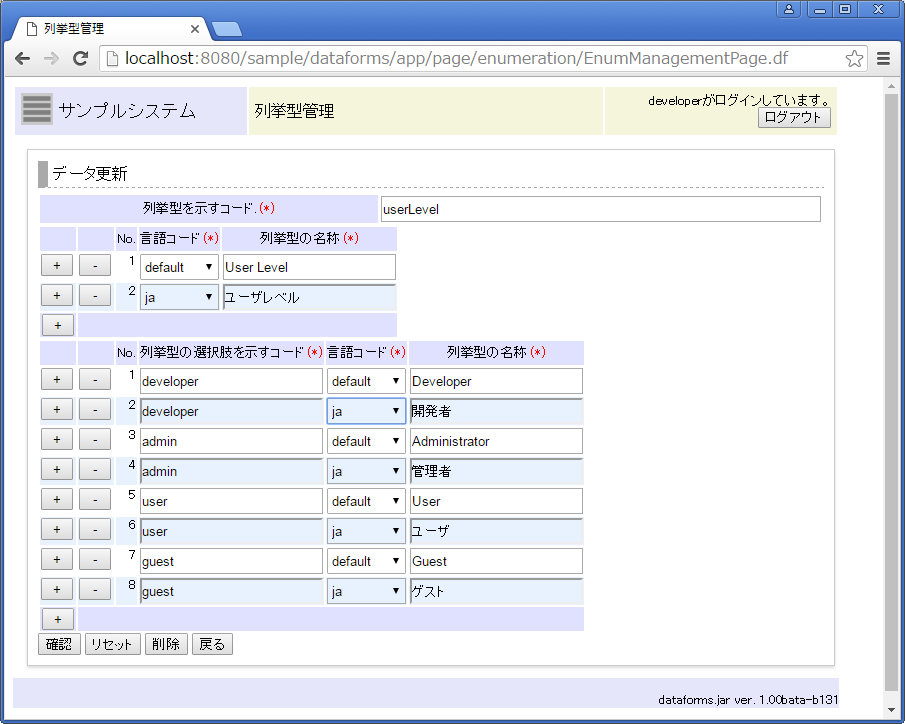 列挙型管理
localhost:8080/sample/dataforms/app/page/enumeration/EnumManagementPage.df
サンプルシステム 列挙型管理 developerがログインしています。
ログアウト
データ更新
列挙型を示すコード.(*) userLevel
No. 言語コード(*) 列挙型の名称(*)
+ - 1 default User Level
+ - 2 ja ユーザレベル
+
No. 列挙型の選択肢を示すコード(*) 言語コード(*) 列挙型の名称(*)
+ - 1 developer default Developer
+ - 2 developer ja 開発者
+ - 3 admin default Administrator
+ - 4 admin ja 管理者
+ - 5 user default User
+ - 6 user ja ユーザ
+ - 7 guest default Guest
+ - 8 guest ja ゲスト
+
確認 リセット 削除 戻る
dataforms.jar ver. 1.00bata-b131